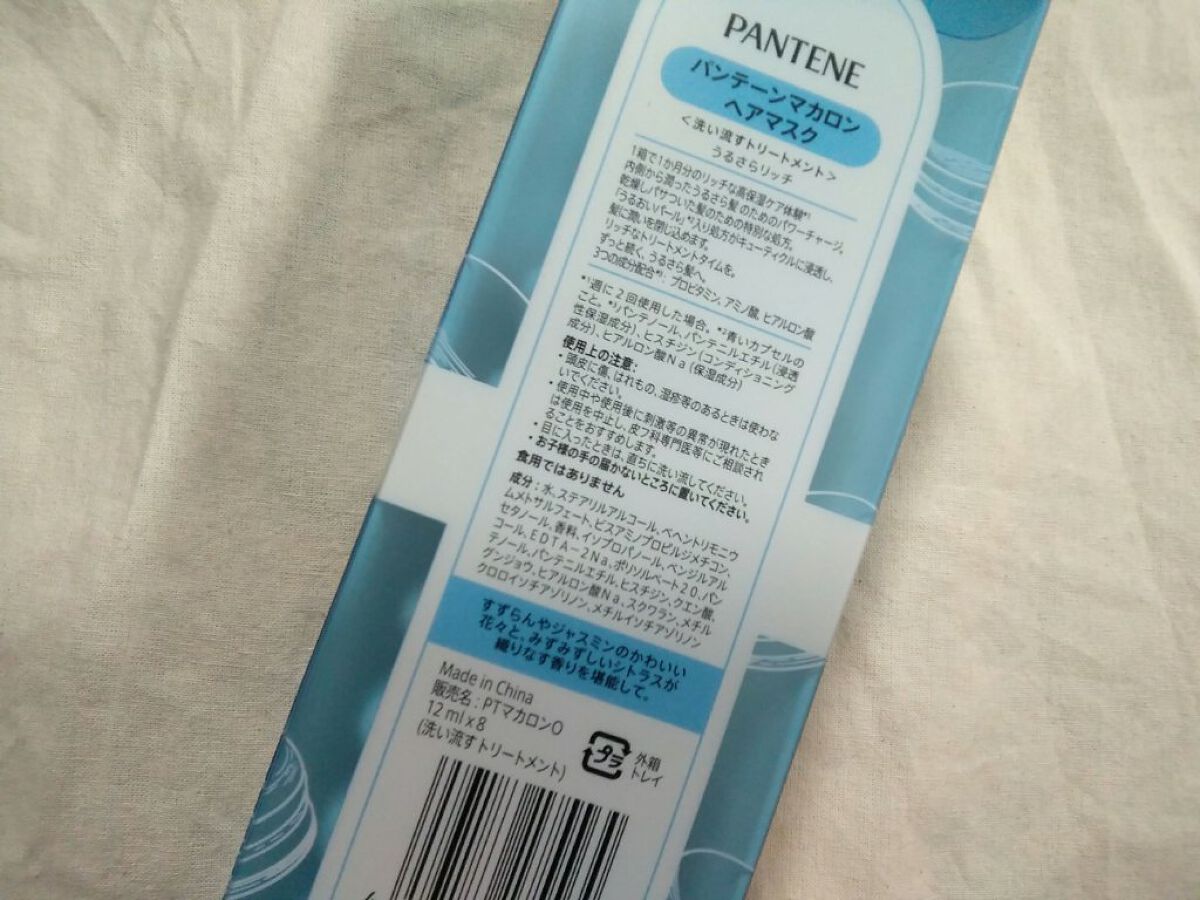 PANTENE
パンテーンマカロン
ヘアマスク
<洗い流すトリートメント>
うるさらリッチ
1箱で1か月分のリッチな高保湿ケア体験*¹
内側から潤ったうるさら髪のためのパワーチャージ。
乾燥しパサついた髪のための特別な処方。
「うるおいパール」*²入り処方がキューティクルに浸透し、
髪に潤いを閉じ込めます。
リッチなトリートメントタイムを。
ずっと続く、うるさら髪へ。
3つの成分配合*³: プロビタミン, アミノ酸, ヒアルロン酸
*¹週に2回使用した場合。*²青いカプセルの
こと。*³パンテノール、パンテニルエチル(浸透
性保湿成分)、ヒスチジン(コンディショニング
成分)、ヒアルロン酸Na(保湿成分)
使用上の注意:
・頭皮に傷、はれもの、湿疹等のあるときは使わな
いでください。
・使用中や使用後に刺激等の異常が現れたとき
は使用を中止し、皮フ科専門医等にご相談され
ることをおすすめします。
・目に入ったときは、直ちに洗い流してください。
・お子様の手の届かないところに置いてください。
食用ではありません
成分:水、ステアリルアルコール、ベヘントリモニウ
ムメトサルフェート、ビスアミノプロピルジメチコン、
セタノール、香料、イソプロパノール、ベンジルアル
コール、EDTA-2Na、ポリソルベート20、パン
テノール、パンテニルエチル、ヒスチジン、クエン酸、
グンジョウ、ヒアルロン酸Na、スクワラン、メチル
クロロイソチアゾリノン、メチルイソチアゾリノン
すずらんやジャスミンのかわいい
花々と、みずみずしいシトラスが
織りなす香りを堪能して。
Made in China
販売名:PTマカロンO
12 ml x 8
(洗い流すトリートメント)
プラ
外箱
トレイ